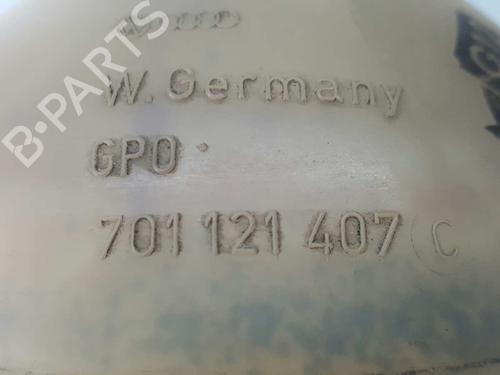 W. Germany
GPO
701 121 407 C
B-PARTS